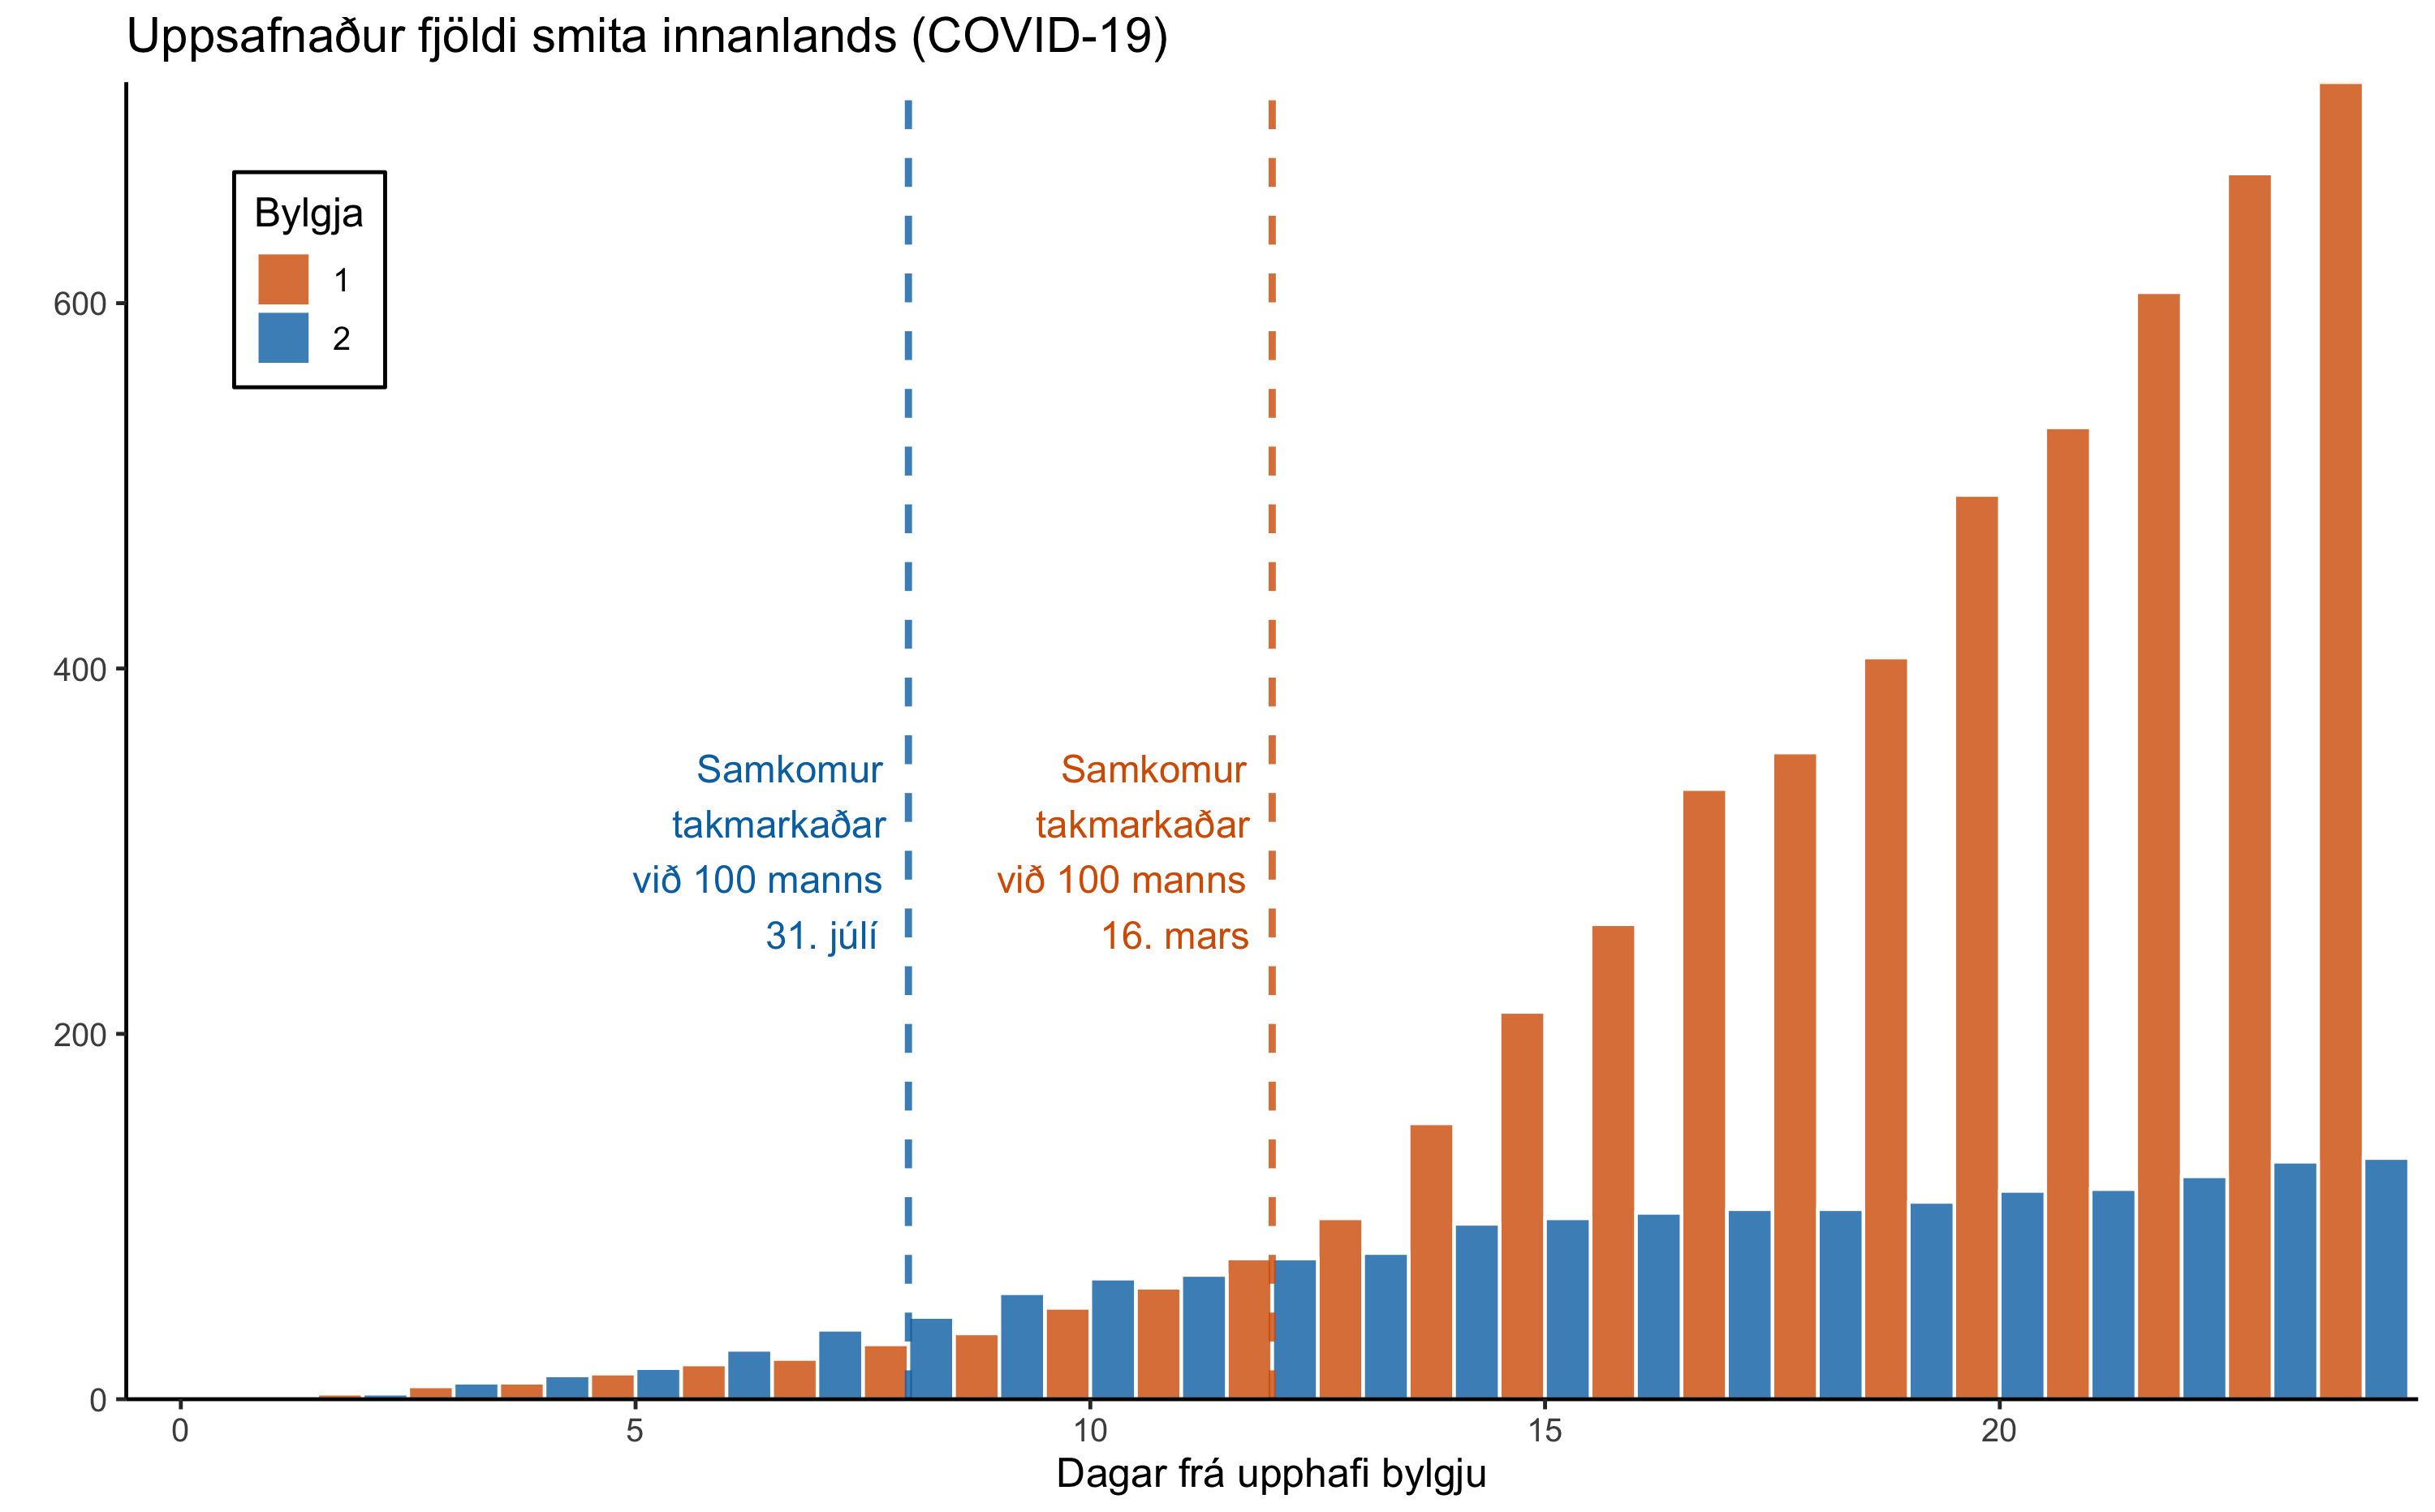 Uppsafnaður fjöldi smita innanlands (COVID-19)
Bylgja
1
2
600
400
200
0
Samkomur
takmarkaðar
við 100 manns
31. júlí
Samkomur
takmarkaðar
við 100 manns
16. mars
0
5
10
15
20
Dagar frá upphafi bylgju